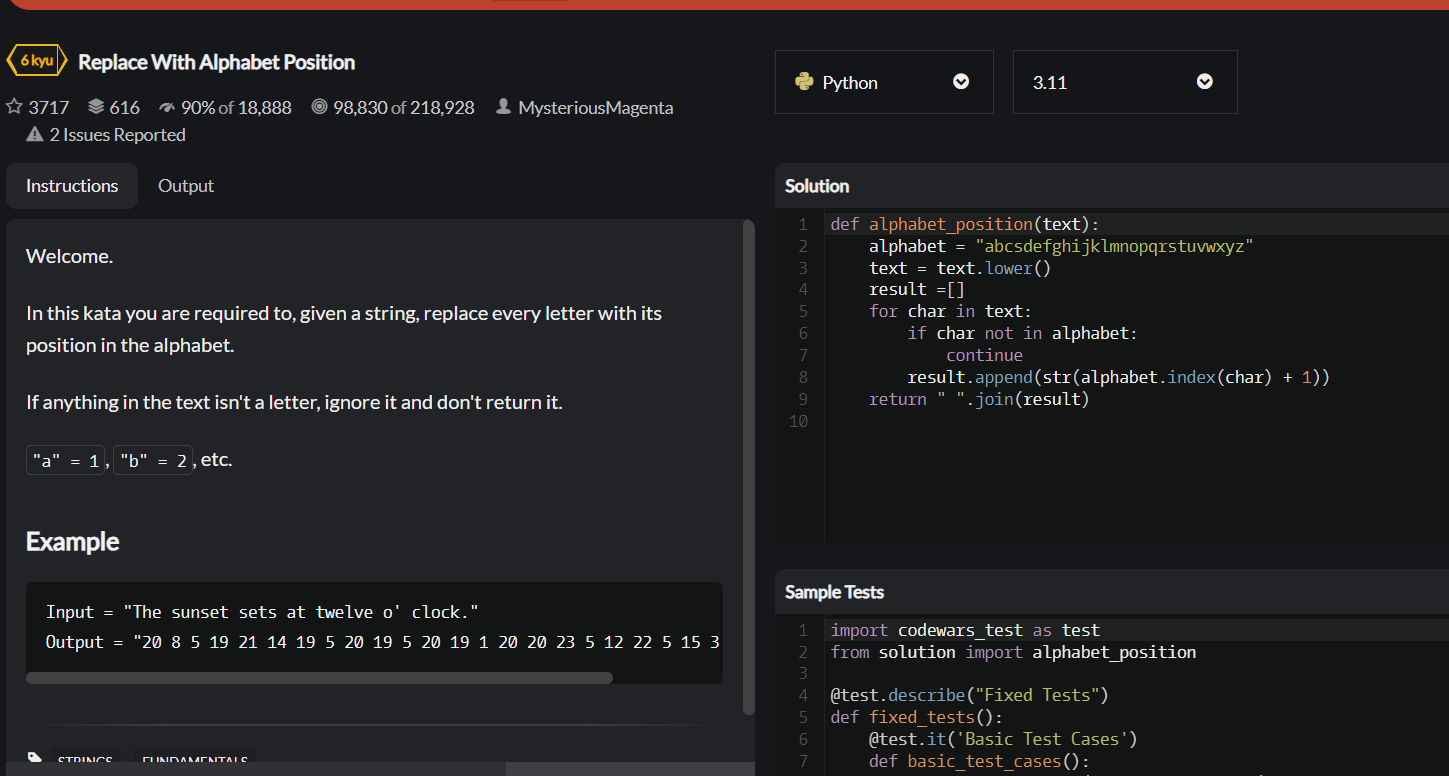 6 kyu Replace With Alphabet Position
3717 616 90% of 18,888 98,830 of 218,928 MysteriousMagenta
2 Issues Reported
Instructions Output
Welcome.
In this kata you are required to, given a string, replace every letter with its
position in the alphabet.
If anything in the text isn't a letter, ignore it and don't return it.
"a" = 1, "b" = 2, etc.
Example
Input = "The sunset sets at twelve o' clock."
Output = "20 8 5 19 21 14 19 5 20 19 5 20 19 1 20 20 23 5 12 22 5 15 3
STRINGS FUNDAMENTALS
Python 3.11
Solution
1 def alphabet_position(text):
2 alphabet = "abcsdefghijklmnopqrstuvwxyz"
3 text = text.lower()
4 result =[]
5 for char in text:
6 if char not in alphabet:
7 continue
8 result.append(str(alphabet.index(char) + 1))
9 return " ".join(result)
10
Sample Tests
1 import codewars_test as test
2 from solution import alphabet_position
3
4 @test.describe("Fixed Tests")
5 def fixed_tests():
6 @test.it('Basic Test Cases')
7 def basic_test_cases():